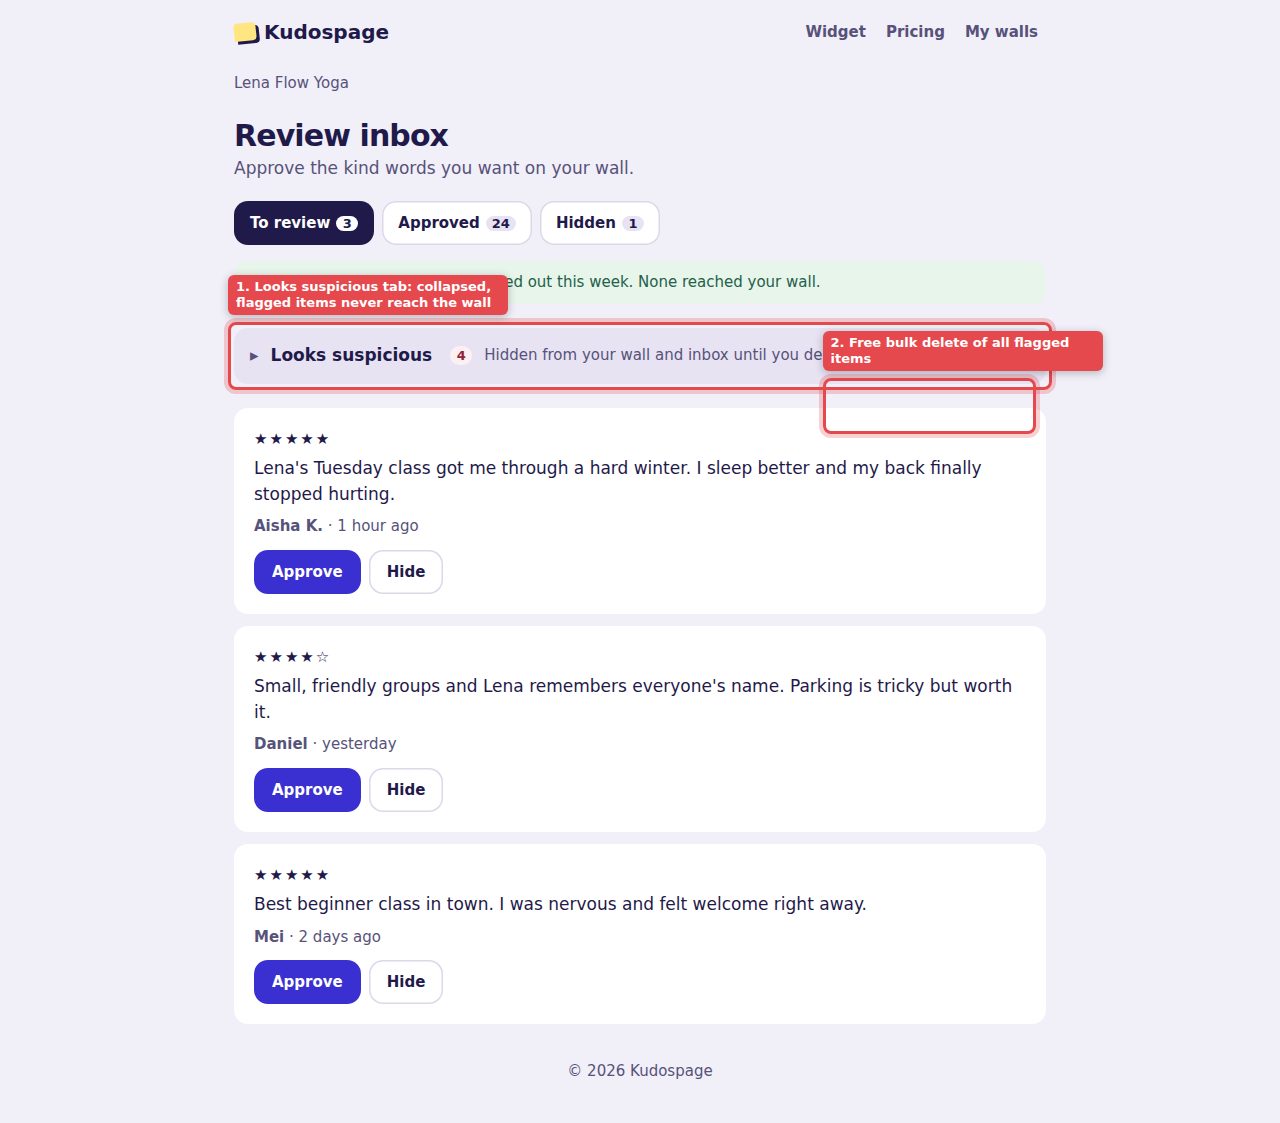 Kudospage
Widget Pricing My walls
Lena Flow Yoga
Review inbox
Approve the kind words you want on your wall.
To review 3 Approved 24 Hidden 1
out this week. None reached your wall.
1. Looks suspicious tab: collapsed,
flagged items never reach the wall
▸ Looks suspicious 4 Hidden from your wall and inbox until you
2. Free bulk delete of all flagged
items
★★★★★
Lena's Tuesday class got me through a hard winter. I sleep better and my back finally
stopped hurting.
Aisha K. · 1 hour ago
Approve Hide
★★★★☆
Small, friendly groups and Lena remembers everyone's name. Parking is tricky but worth
it.
Daniel · yesterday
Approve Hide
★★★★★
Best beginner class in town. I was nervous and felt welcome right away.
Mei · 2 days ago
Approve Hide
© 2026 Kudospage